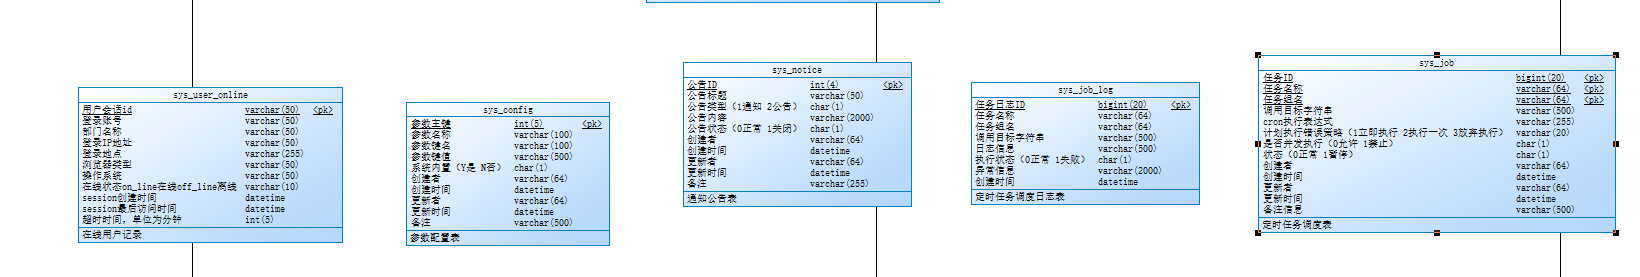 sys_user_online
用户会话id varchar(50) <pk>
登录账号 varchar(50)
部门名称 varchar(50)
登录IP地址 varchar(50)
登录地点 varchar(255)
浏览器类型 varchar(50)
操作系统 varchar(50)
在线状态on_line在线off_line离线 varchar(10)
session创建时间 datetime
session最后访问时间 datetime
超时时间，单位为分钟 int(5)
在线用户记录
sys_config
参数主键 int(5) <pk>
参数名称 varchar(100)
参数键名 varchar(100)
参数键值 varchar(500)
系统内置（Y是 N否） char(1)
创建者 varchar(64)
创建时间 datetime
更新者 varchar(64)
更新时间 datetime
备注 varchar(500)
参数配置表
sys_notice
公告ID int(4) <pk>
公告标题 varchar(50)
公告类型（1通知 2公告） char(1)
公告内容 varchar(2000)
公告状态（0正常 1关闭） char(1)
创建者 varchar(64)
创建时间 datetime
更新者 varchar(64)
更新时间 datetime
备注 varchar(255)
通知公告表
sys_job_log
任务日志ID bigint(20) <pk>
任务名称 varchar(64)
任务组名 varchar(64)
调用目标字符串 varchar(500)
日志信息 varchar(500)
执行状态（0正常 1失败） char(1)
异常信息 varchar(2000)
创建时间 datetime
定时任务调度日志表
sys_job
任务ID bigint(20) <pk>
任务名称 varchar(64) <pk>
任务组名 varchar(64) <pk>
调用目标字符串 varchar(500)
cron执行表达式 varchar(255)
计划执行错误策略（1立即执行 2执行一次 3放弃执行） varchar(20)
是否并发执行（0允许 1禁止） char(1)
状态（0正常 1暂停） char(1)
创建者 varchar(64)
创建时间 datetime
更新者 varchar(64)
更新时间 datetime
备注信息 varchar(500)
定时任务调度表